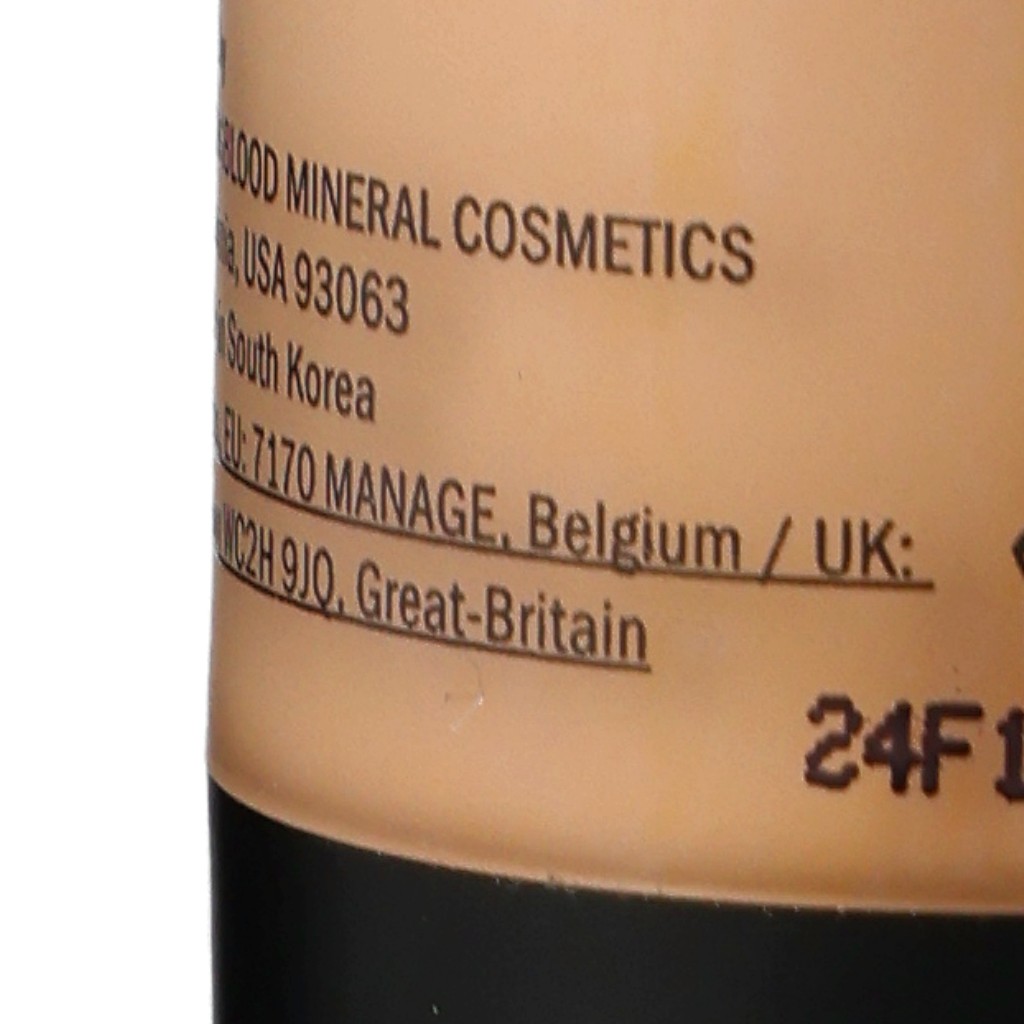 BLOOD MINERAL COSMETICS
USA 93063
South Korea
EU: 7170 MANAGE, Belgium / UK:
WC2H 9JQ, Great-Britain
24F1